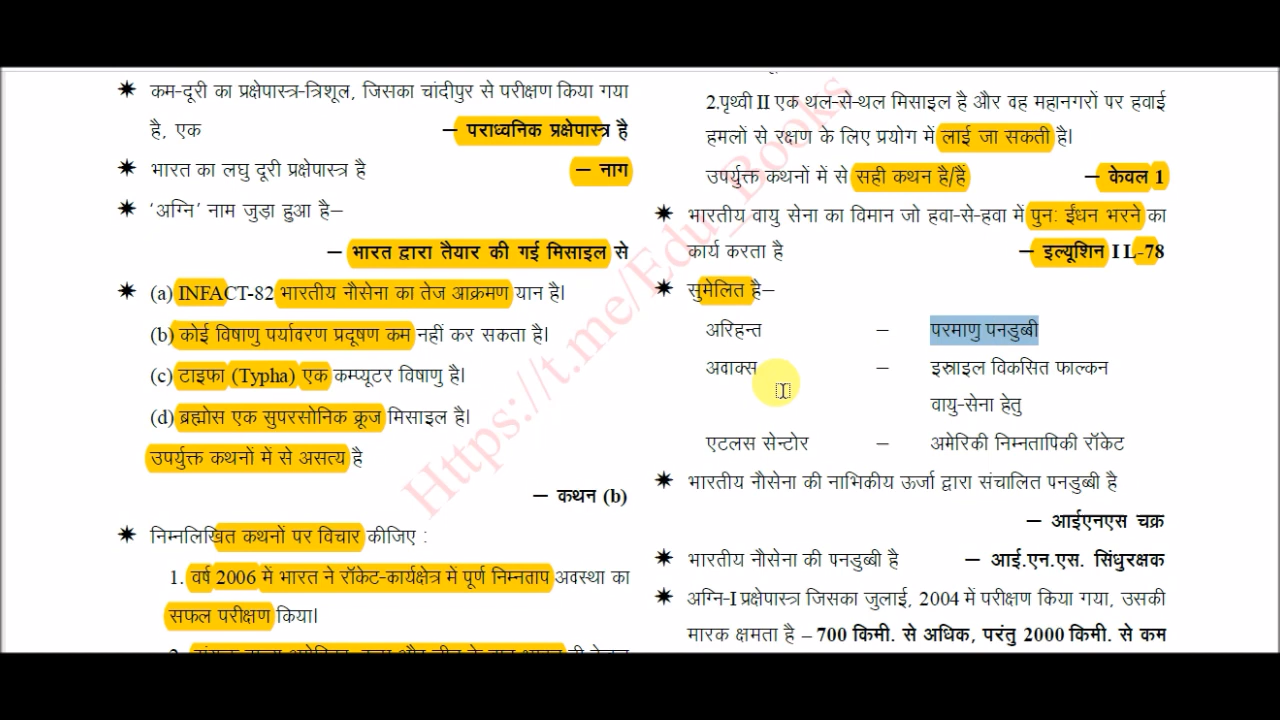 ✴ कम-दूरी का प्रक्षेपास्त्र-त्रिशूल, जिसका चांदीपुर से परीक्षण किया गया
है, एक – पराध्वनिक प्रक्षेपास्त्र है
✴ भारत का लघु दूरी प्रक्षेपास्त्र है – नाग
✴ 'अग्नि' नाम जुड़ा हुआ है–
– भारत द्वारा तैयार की गई मिसाइल से
✴ (a) INFACT-82 भारतीय नौसेना का तेज आक्रमण यान है।
(b) कोई विषाणु पर्यावरण प्रदूषण कम नहीं कर सकता है।
(c) टाइफा (Typha) एक कम्प्यूटर विषाणु है।
(d) ब्रह्मोस एक सुपरसोनिक क्रूज मिसाइल है।
उपर्युक्त कथनों में से असत्य है
– कथन (b)
✴ निम्नलिखित कथनों पर विचार कीजिए :
1. वर्ष 2006 में भारत ने रॉकेट-कार्यक्षेत्र में पूर्ण निम्नताप अवस्था का
सफल परीक्षण किया।
2.पृथ्वी II एक थल-से-थल मिसाइल है और वह महानगरों पर हवाई
हमलों से रक्षण के लिए प्रयोग में लाई जा सकती है।
उपर्युक्त कथनों में से सही कथन है/हैं – केवल 1
✴ भारतीय वायु सेना का विमान जो हवा-से-हवा में पुन: ईंधन भरने का
कार्य करता है – इल्यूशिन I L-78
✴ सुमेलित है–
अरिहन्त – परमाणु पनडुब्बी
अवाक्स – इस्राइल विकसित फाल्कन
वायु-सेना हेतु
एटलस सेन्टोर – अमेरिकी निम्नतापिकी रॉकेट
✴ भारतीय नौसेना की नाभिकीय ऊर्जा द्वारा संचालित पनडुब्बी है
– आईएनएस चक्र
✴ भारतीय नौसेना की पनडुब्बी है – आई.एन.एस. सिंधुरक्षक
✴ अग्नि-I प्रक्षेपास्त्र जिसका जुलाई, 2004 में परीक्षण किया गया, उसकी
मारक क्षमता है – 700 किमी. से अधिक, परंतु 2000 किमी. से कम
Https://t.me/Edu_Books